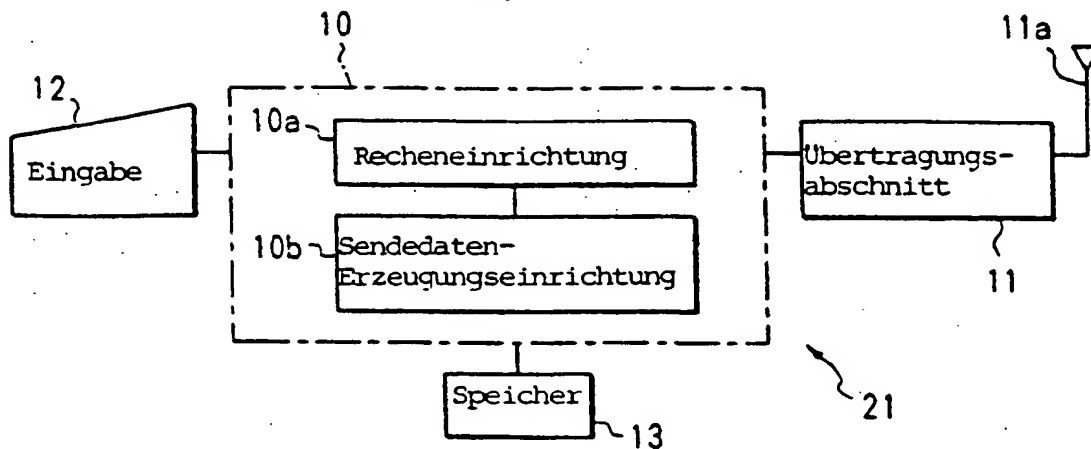 10
11a
12
10a
Eingabe
Recheneinrichtung
Übertragungs-
abschnitt
10b
Sendedaten-
Erzeugungseinrichtung
11
Speicher
13
21